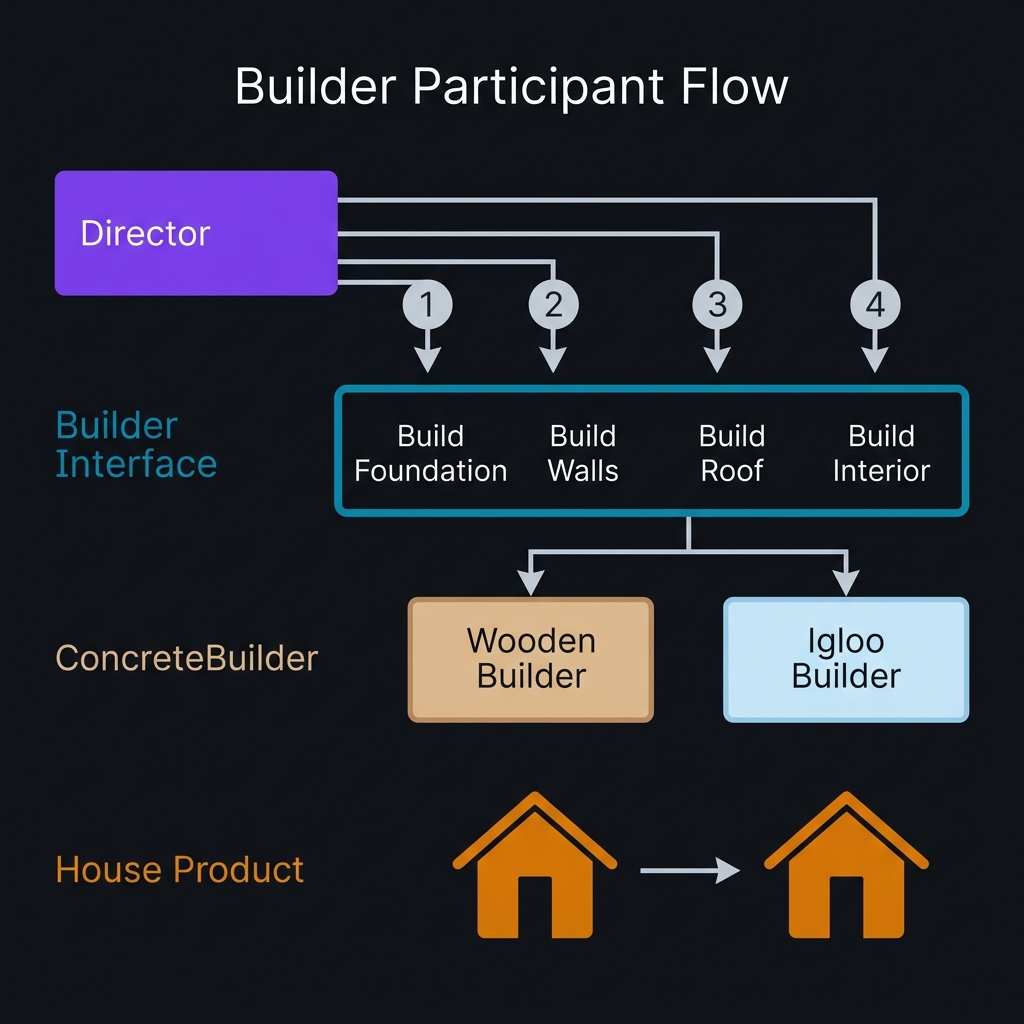 Builder Participant Flow
Director
1
2
3
4
Builder
Interface
Build
Foundation
Build
Walls
Build
Roof
Build
Interior
ConcreteBuilder
Wooden
Builder
Igloo
Builder
House Product